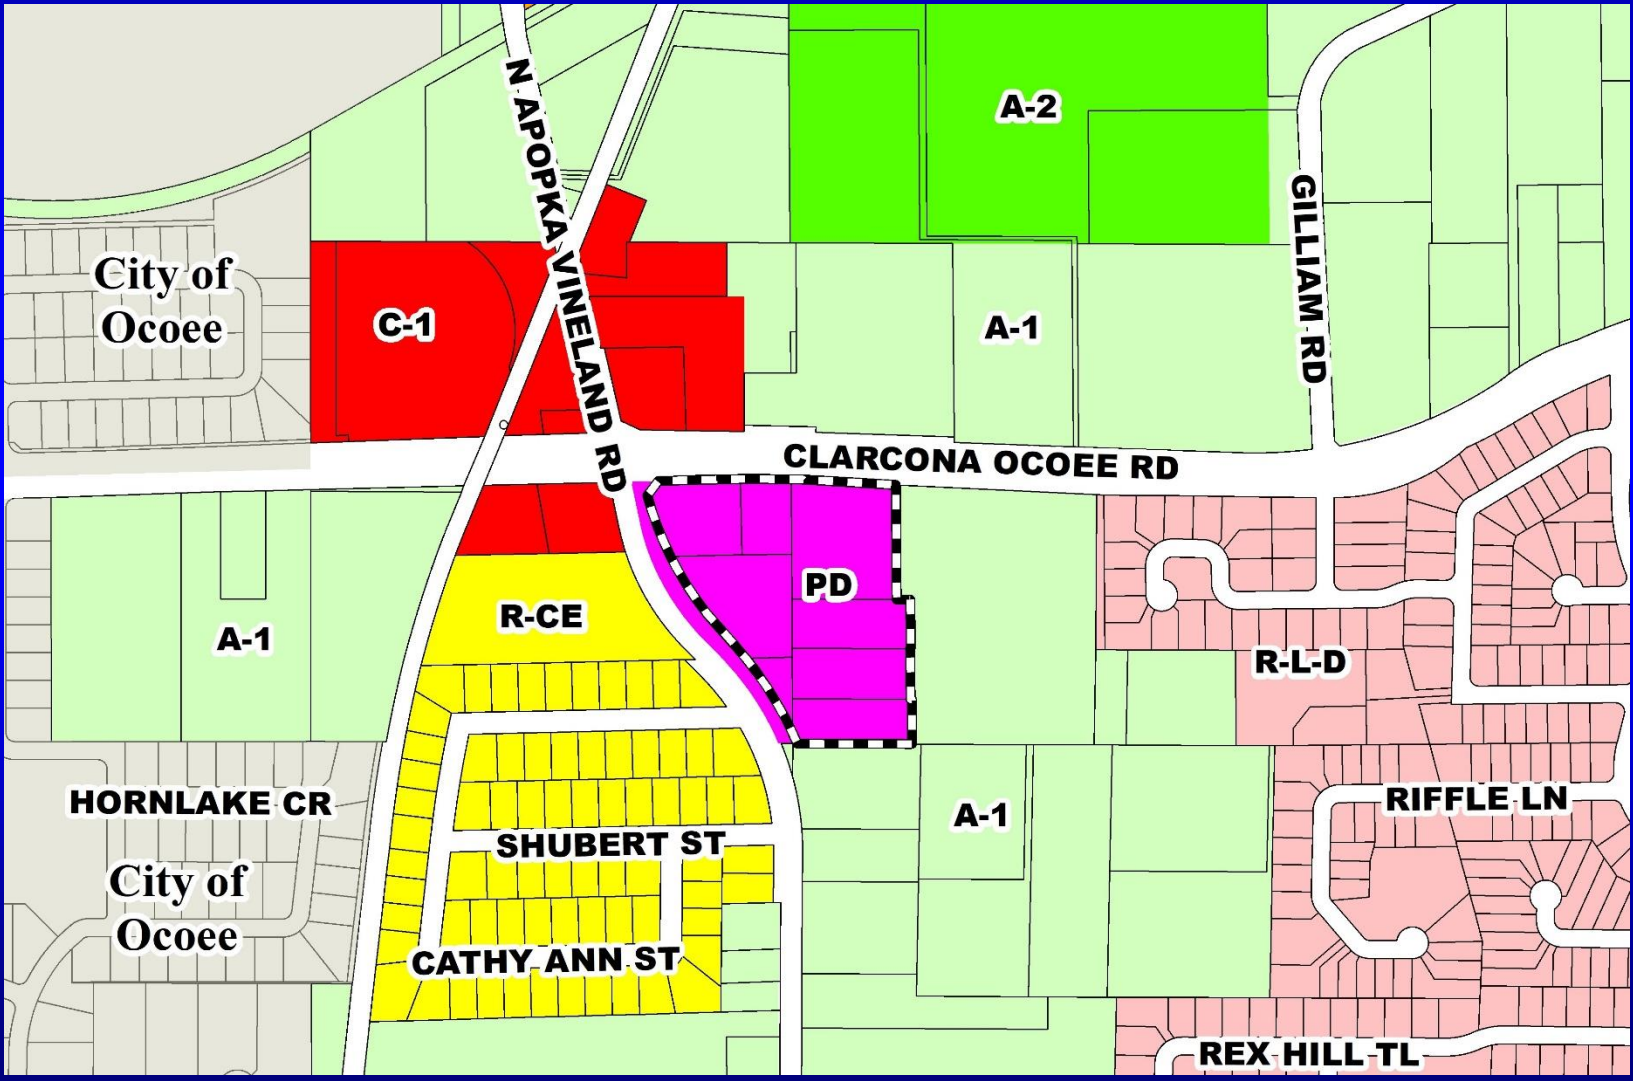 N APOPKA VINELAND RD
A-2
GILLIAM RD
City of
Ocoee
C-1
A-1
CLARCONA OCOEE RD
PD
R-CE
A-1
R-L-D
HORNLAKE CR
RIFFLE LN
A-1
SHUBERT ST
City of
Ocoee
CATHY ANN ST
REX HILL TL